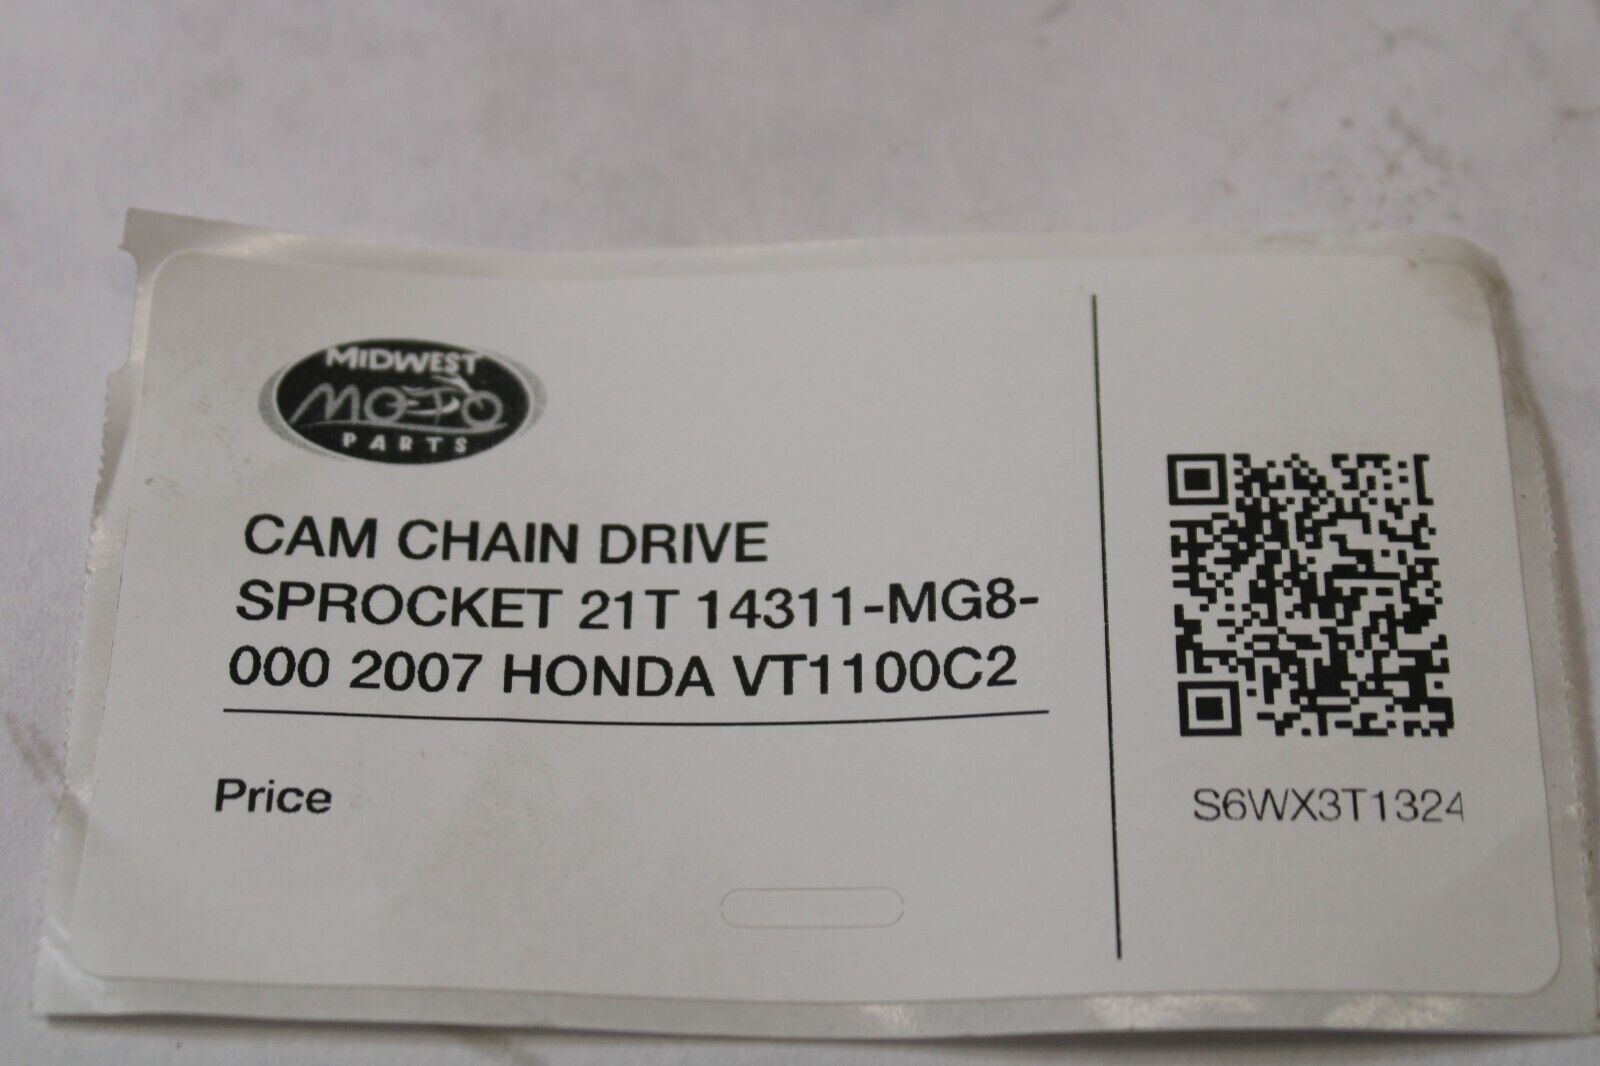 MIDWEST
MOTO
PARTS
CAM CHAIN DRIVE
SPROCKET 21T 14311-MG8-
000 2007 HONDA VT1100C2
Price
S6WX3T1324